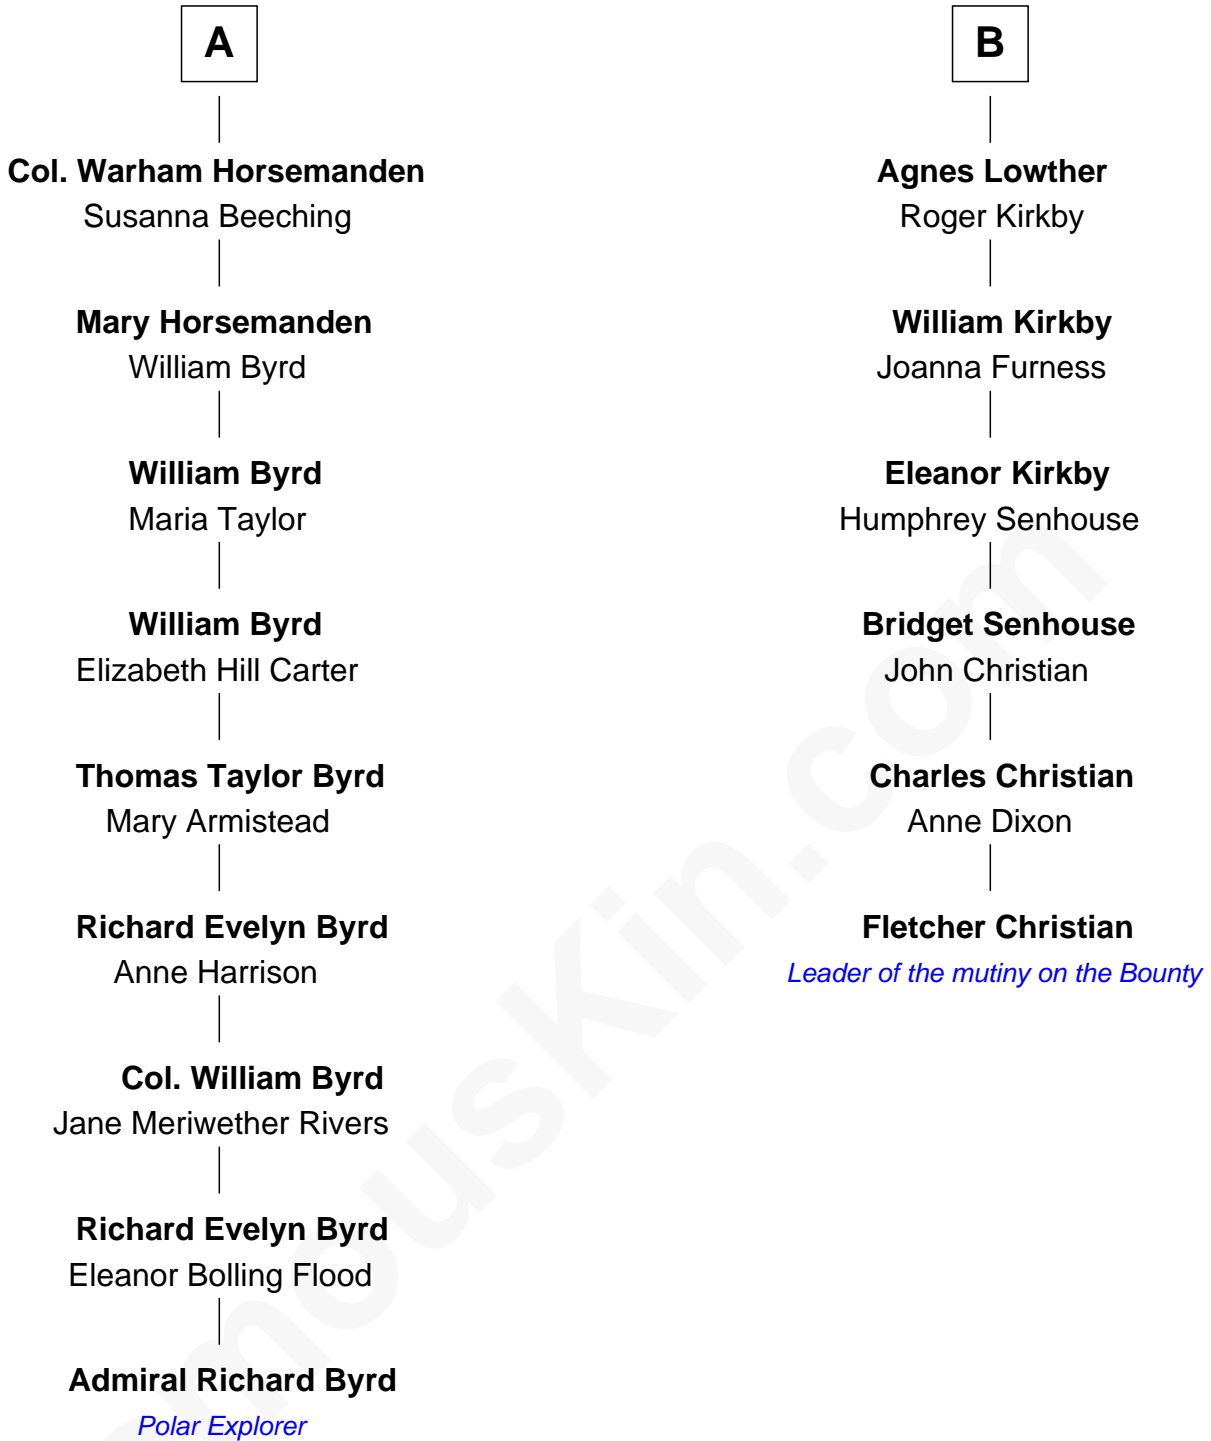 A
Col. Warham Horsemanden
Susanna Beeching
Mary Horsemanden
William Byrd
William Byrd
Maria Taylor
William Byrd
Elizabeth Hill Carter
Thomas Taylor Byrd
Mary Armistead
Richard Evelyn Byrd
Anne Harrison
Col. William Byrd
Jane Meriwether Rivers
Richard Evelyn Byrd
Eleanor Bolling Flood
Admiral Richard Byrd
Polar Explorer
B
Agnes Lowther
Roger Kirkby
William Kirkby
Joanna Furness
Eleanor Kirkby
Humphrey Senhouse
Bridget Senhouse
John Christian
Charles Christian
Anne Dixon
Fletcher Christian
Leader of the mutiny on the Bounty
mousKin.com